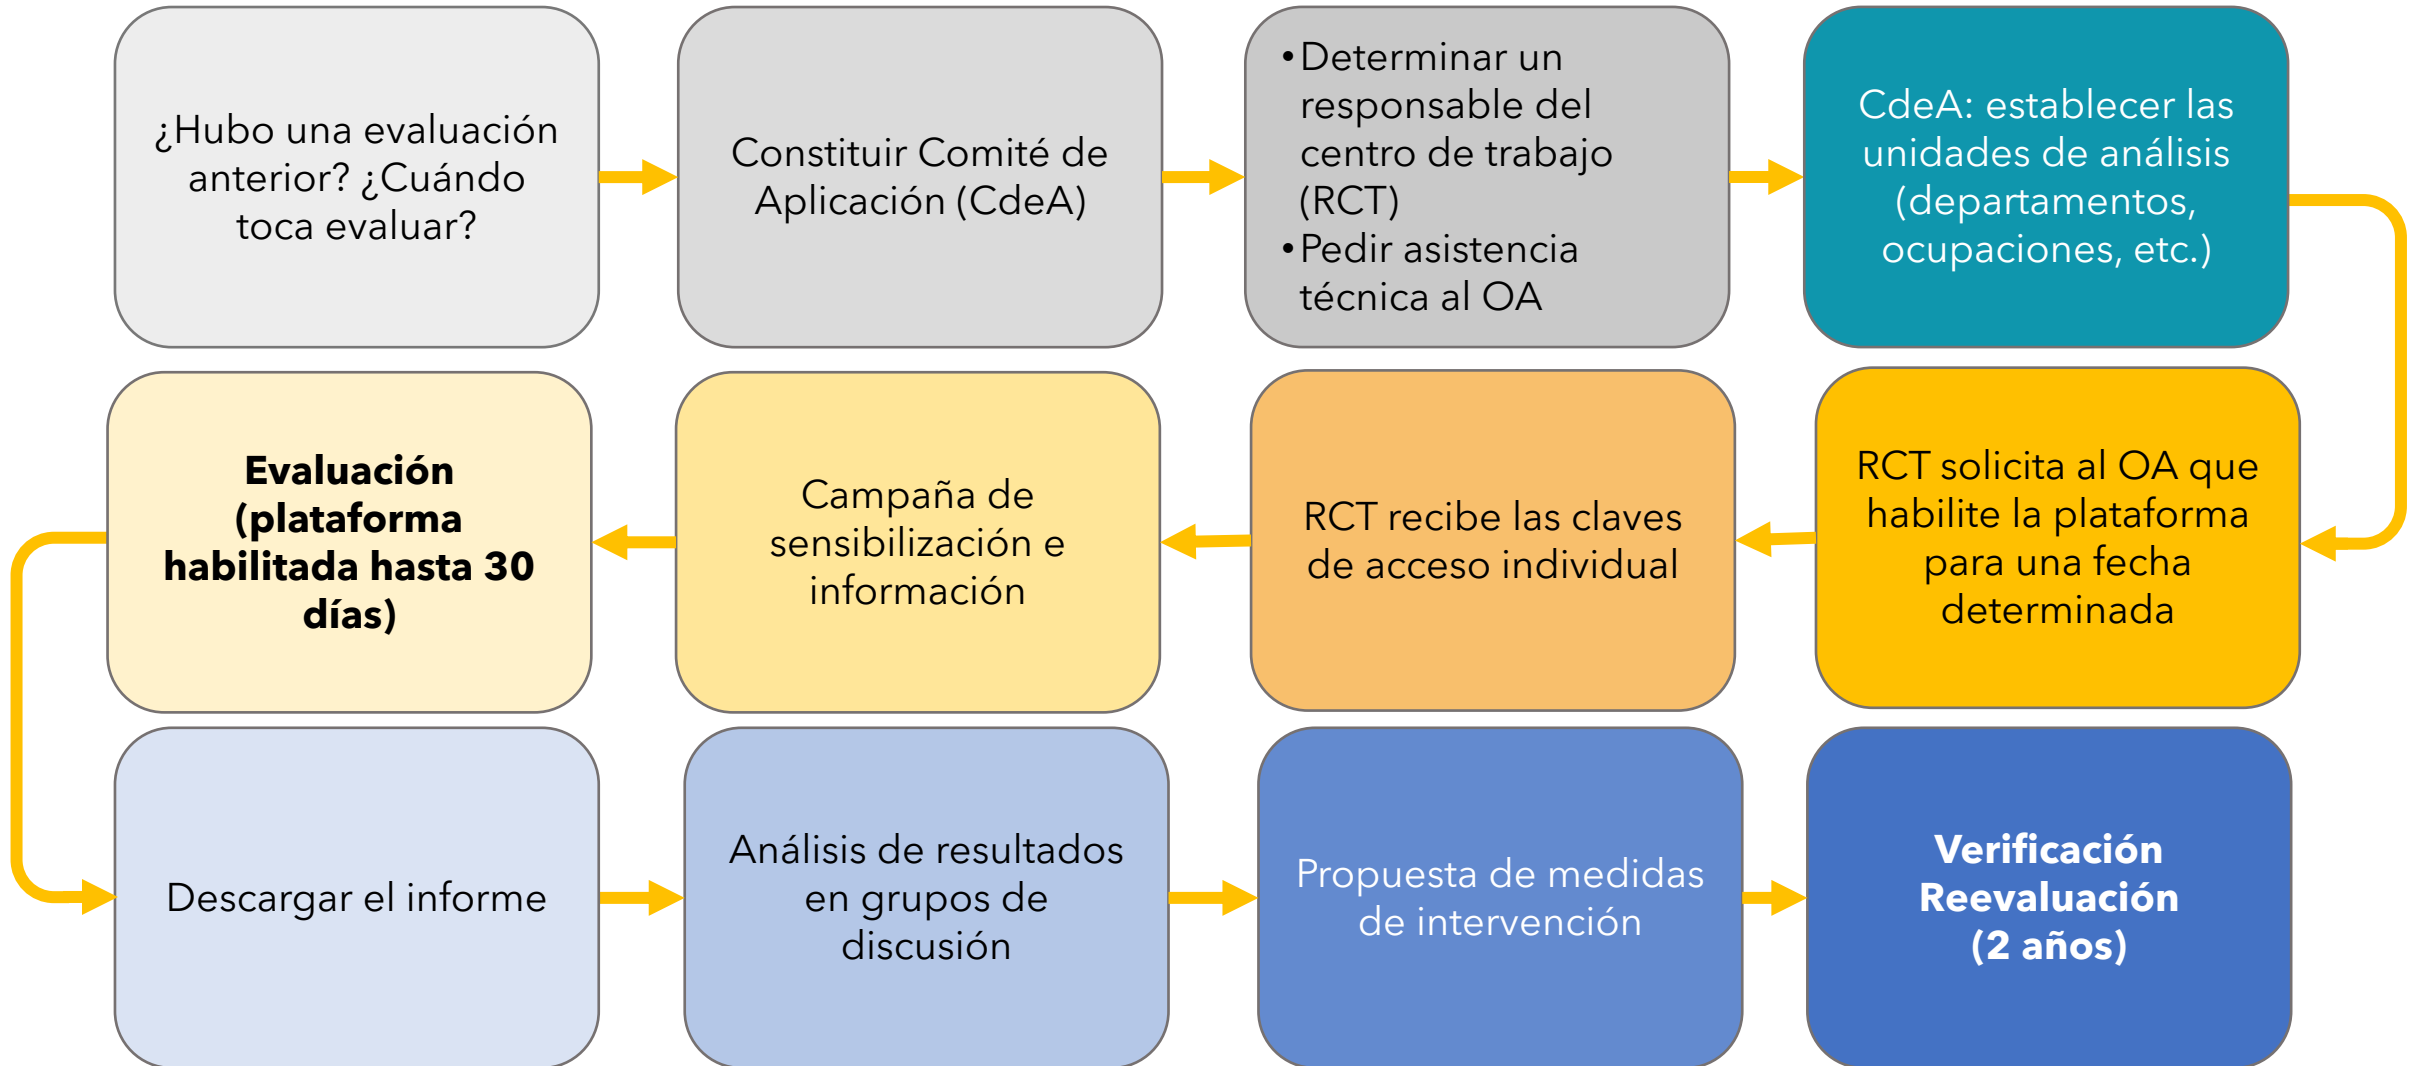 ¿Hubo una evaluación
anterior? ¿Cuándo
toca evaluar?
Constituir Comité de
Aplicación (CdeA)
•Determinar un
responsable del
centro de trabajo
(RCT)
•Pedir asistencia
técnica al OA
CdeA: establecer las
unidades de análisis
(departamentos,
ocupaciones, etc.)
RCT solicita al OA que
habilite la plataforma
para una fecha
determinada
RCT recibe las claves
de acceso individual
Campaña de
sensibilización e
información
Evaluación
(plataforma
habilitada hasta 30
días)
Descargar el informe
Análisis de resultados
en grupos de
discusión
Propuesta de medidas
de intervención
Verificación
Reevaluación
(2 años)